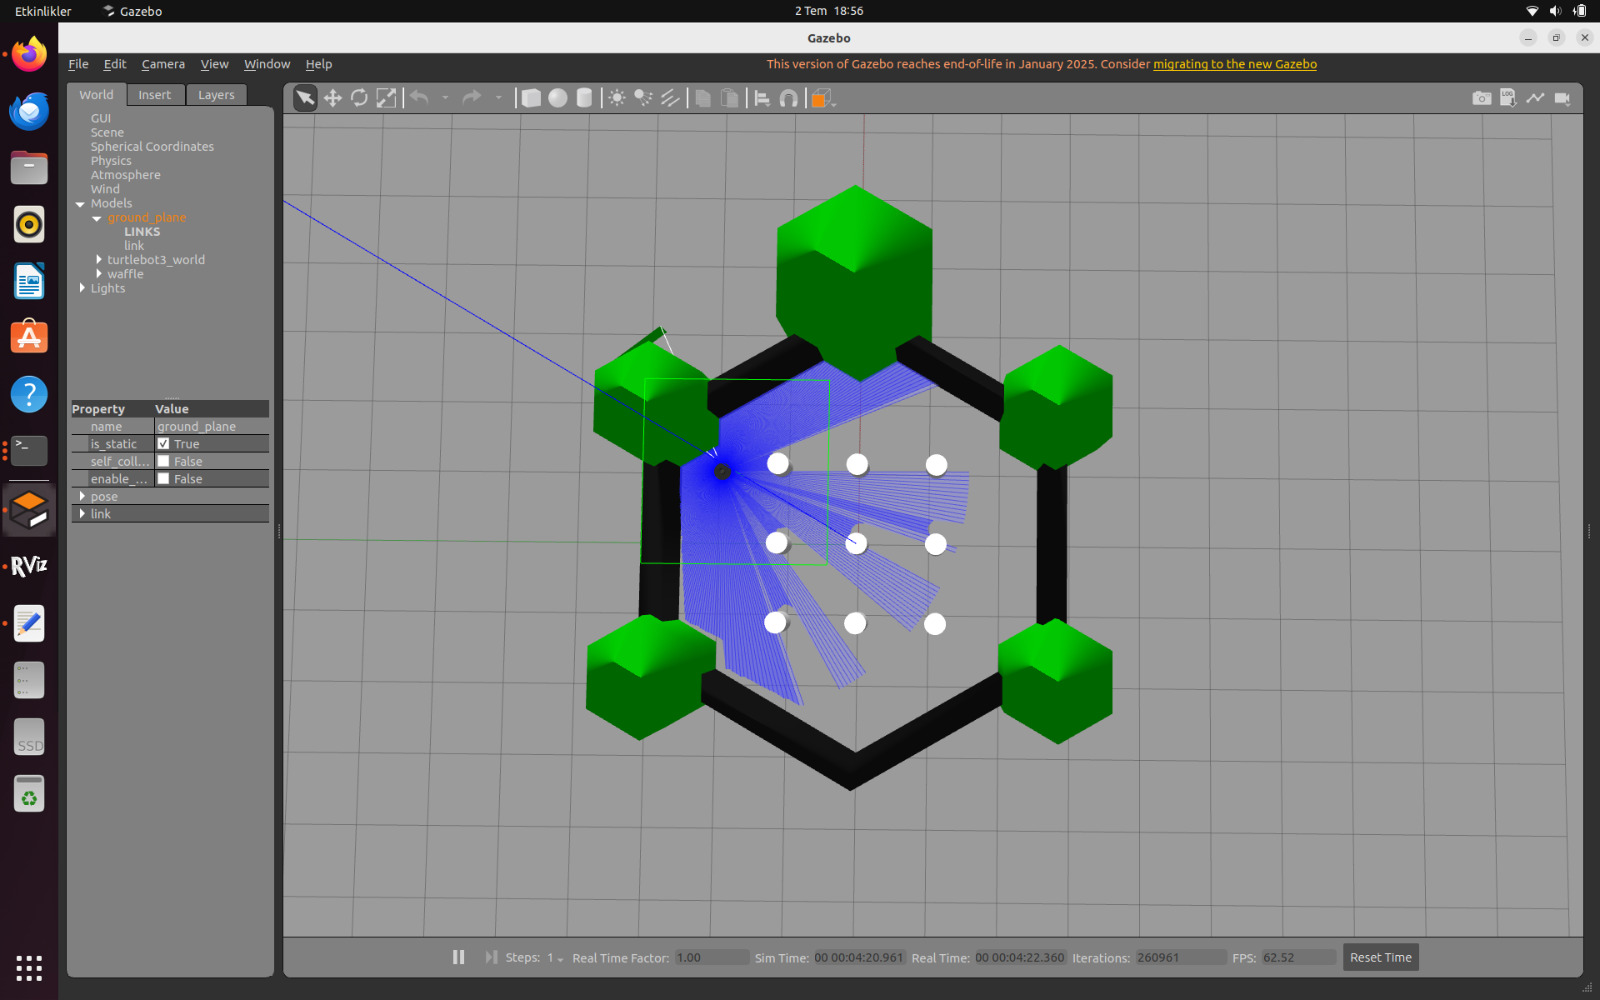 Etkinlikler
Gazebo
2 Tem 18:56
Gazebo
File Edit Camera View Window Help
This version of Gazebo reaches end-of-life in January 2025. Consider migrating to the new Gazebo
World Insert Layers
GUI
Scene
Spherical Coordinates
Physics
Atmosphere
Wind
Models
ground_plane
LINKS
link
turtlebot3_world
waffle
Lights
Property Value
name ground_plane
is_static True
self_coll... False
enable_... False
pose
link
LOG
>_
?
RViz
SSD
Steps: 1 Real Time Factor: 1.00 Sim Time: 00 00:04:20.961 Real Time: 00 00:04:22.360 Iterations: 260961 FPS: 62.52 Reset Time